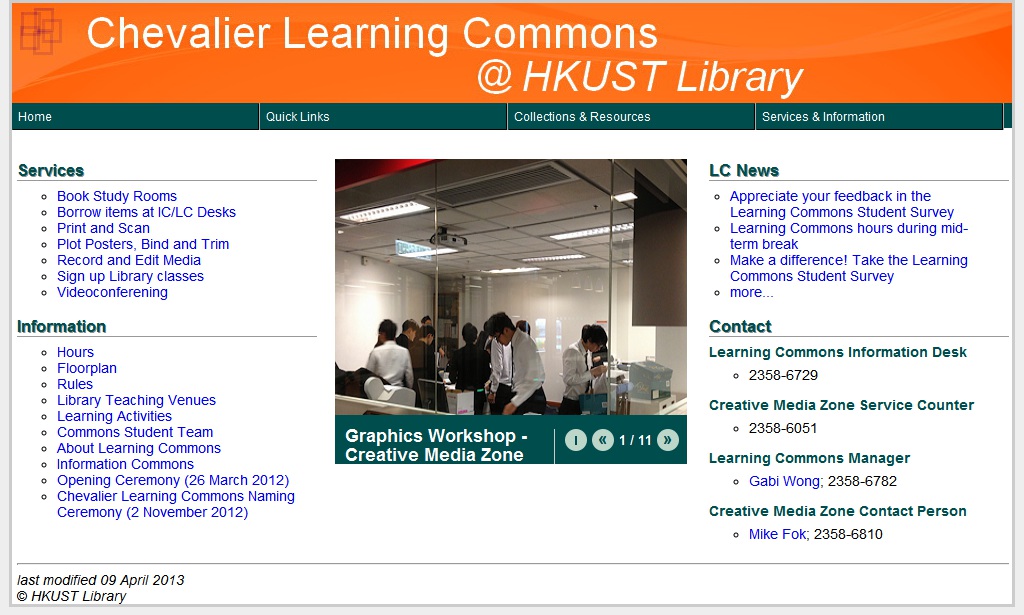 Chevalier Learning Commons
@ HKUST Library
Home
Quick Links
Collections & Resources
Services & Information
Services
Book Study Rooms
Borrow items at IC/LC Desks
Print and Scan
Plot Posters, Bind and Trim
Record and Edit Media
Sign up Library classes
Videoconferening
Information
Hours
Floorplan
Rules
Library Teaching Venues
Learning Activities
Commons Student Team
About Learning Commons
Information Commons
Opening Ceremony (26 March 2012)
Chevalier Learning Commons Naming
Ceremony (2 November 2012)
Graphics Workshop -
Creative Media Zone
« 1 / 11 »
LC News
Appreciate your feedback in the
Learning Commons Student Survey
Learning Commons hours during mid-
term break
Make a difference! Take the Learning
Commons Student Survey
more...
Contact
Learning Commons Information Desk
2358-6729
Creative Media Zone Service Counter
2358-6051
Learning Commons Manager
Gabi Wong; 2358-6782
Creative Media Zone Contact Person
Mike Fok; 2358-6810
last modified 09 April 2013
© HKUST Library